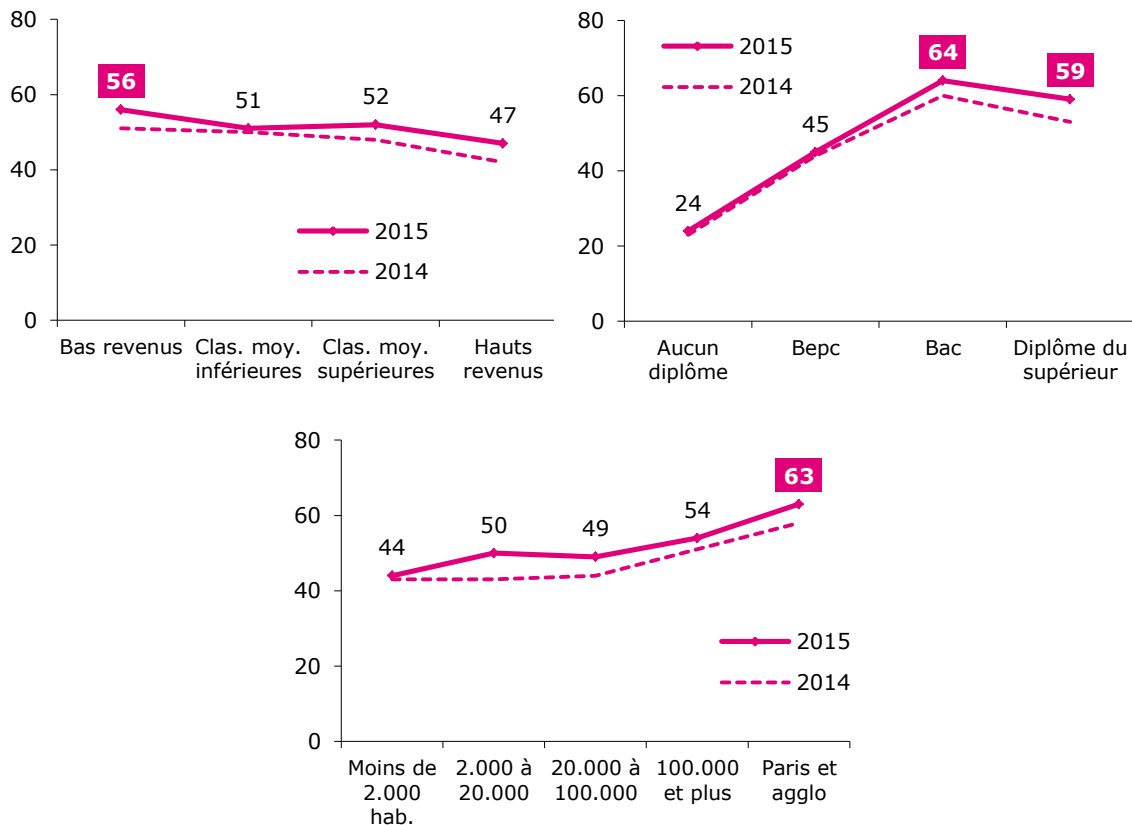 80
60
40
20
0
56
51
52
47
2015
2014
Bas revenus
Clas. moy.
inférieures
Clas. moy.
supérieures
Hauts
revenus
80
60
40
20
0
2015
2014
24
45
64
59
Aucun
diplôme
Bepc
Bac
Diplôme du
supérieur
80
60
40
20
0
44
50
49
54
63
2015
2014
Moins de
2.000
hab.
2.000 à
20.000
20.000 à
100.000
100.000
et plus
Paris et
agglo